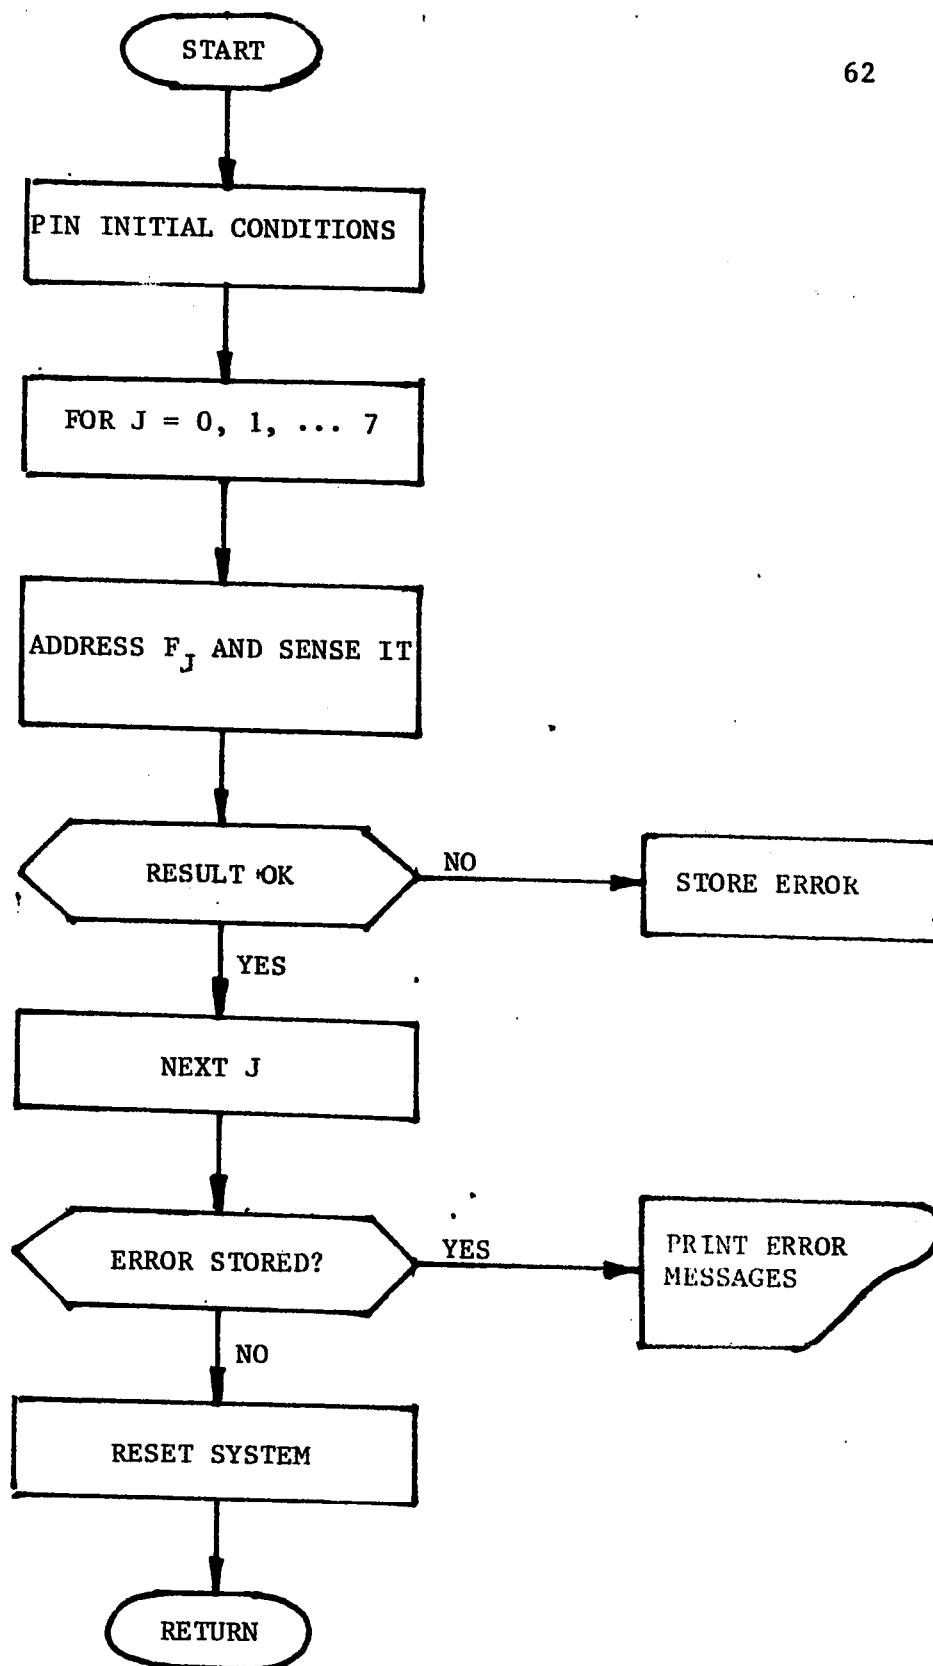 START
62
PIN INITIAL CONDITIONS
FOR J = 0, 1, ... 7
ADDRESS FJ AND SENSE IT
RESULT OK
NO
STORE ERROR
YES
NEXT J
ERROR STORED?
YES
PRINT ERROR
MESSAGES
NO
RESET SYSTEM
RETURN